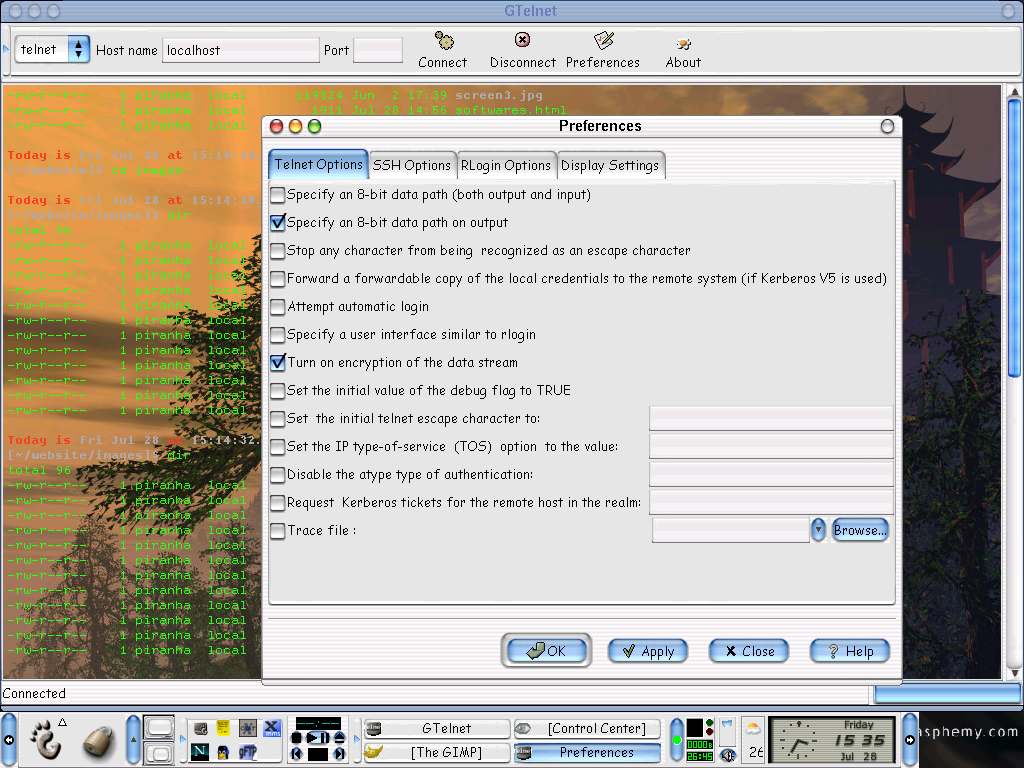 GTelnet
telnet Host name localhost Port
Connect Disconnect Preferences About
1 piranha local 119824 Jun 2 17:39 screen3.jpg
1 piranha local 1911 Jul 28 14:56 softwares.html
-rw-r--r-- 1 piranha local
Today is Fri Jul 28 at 15:14:
[~/website]$ cd images
Today is Fri Jul 28 at 15:14:
[~/website/images]$ dir
total 96
-rw-r--r-- 1 piranha local
-rw-r--r-- 1 piranha local
-rw-r--r-- 1 piranha local
-rw-r--r-- 1 piranha local
-rw-r--r-- 1 piranha local
-rw-r--r-- 1 piranha local
-rw-r--r-- 1 piranha local
-rw-r--r-- 1 piranha local
-rw-r--r-- 1 piranha local
-rw-r--r-- 1 piranha local
-rw-r--r-- 1 piranha local
-rw-r--r-- 1 piranha local
Today is Fri Jul 28 at 15:14:32.
[~/website/images]$ dir
total 96
-rw-r--r-- 1 piranha local
-rw-r--r-- 1 piranha local
-rw-r--r-- 1 piranha local
-rw-r--r-- 1 piranha local
-rw-r--r-- 1 piranha local
-rw-r--r-- 1 piranha local
-rw-r--r-- 1 piranha local
-rw-r--r-- 1 piranha local
-rw-r--r-- 1 piranha local
-rw-r--r-- 1 piranha local
-rw-r--r-- 1 piranha local
-rw-r--r-- 1 piranha local
Preferences
Telnet Options SSH Options RLogin Options Display Settings
Specify an 8-bit data path (both output and input)
Specify an 8-bit data path on output
Stop any character from being recognized as an escape character
Forward a forwardable copy of the local credentials to the remote system (if Kerberos V5 is used)
Attempt automatic login
Specify a user interface similar to rlogin
Turn on encryption of the data stream
Set the initial value of the debug flag to TRUE
Set the initial telnet escape character to:
Set the IP type-of-service (TOS) option to the value:
Disable the atype type of authentication:
Request Kerberos tickets for the remote host in the realm:
Trace file :
Browse...
OK Apply Close Help
Connected
GTelnet [Control Center]
[The GIMP] Preferences
gFTP
26
Friday
15 35
Jul 28
asphemy.com